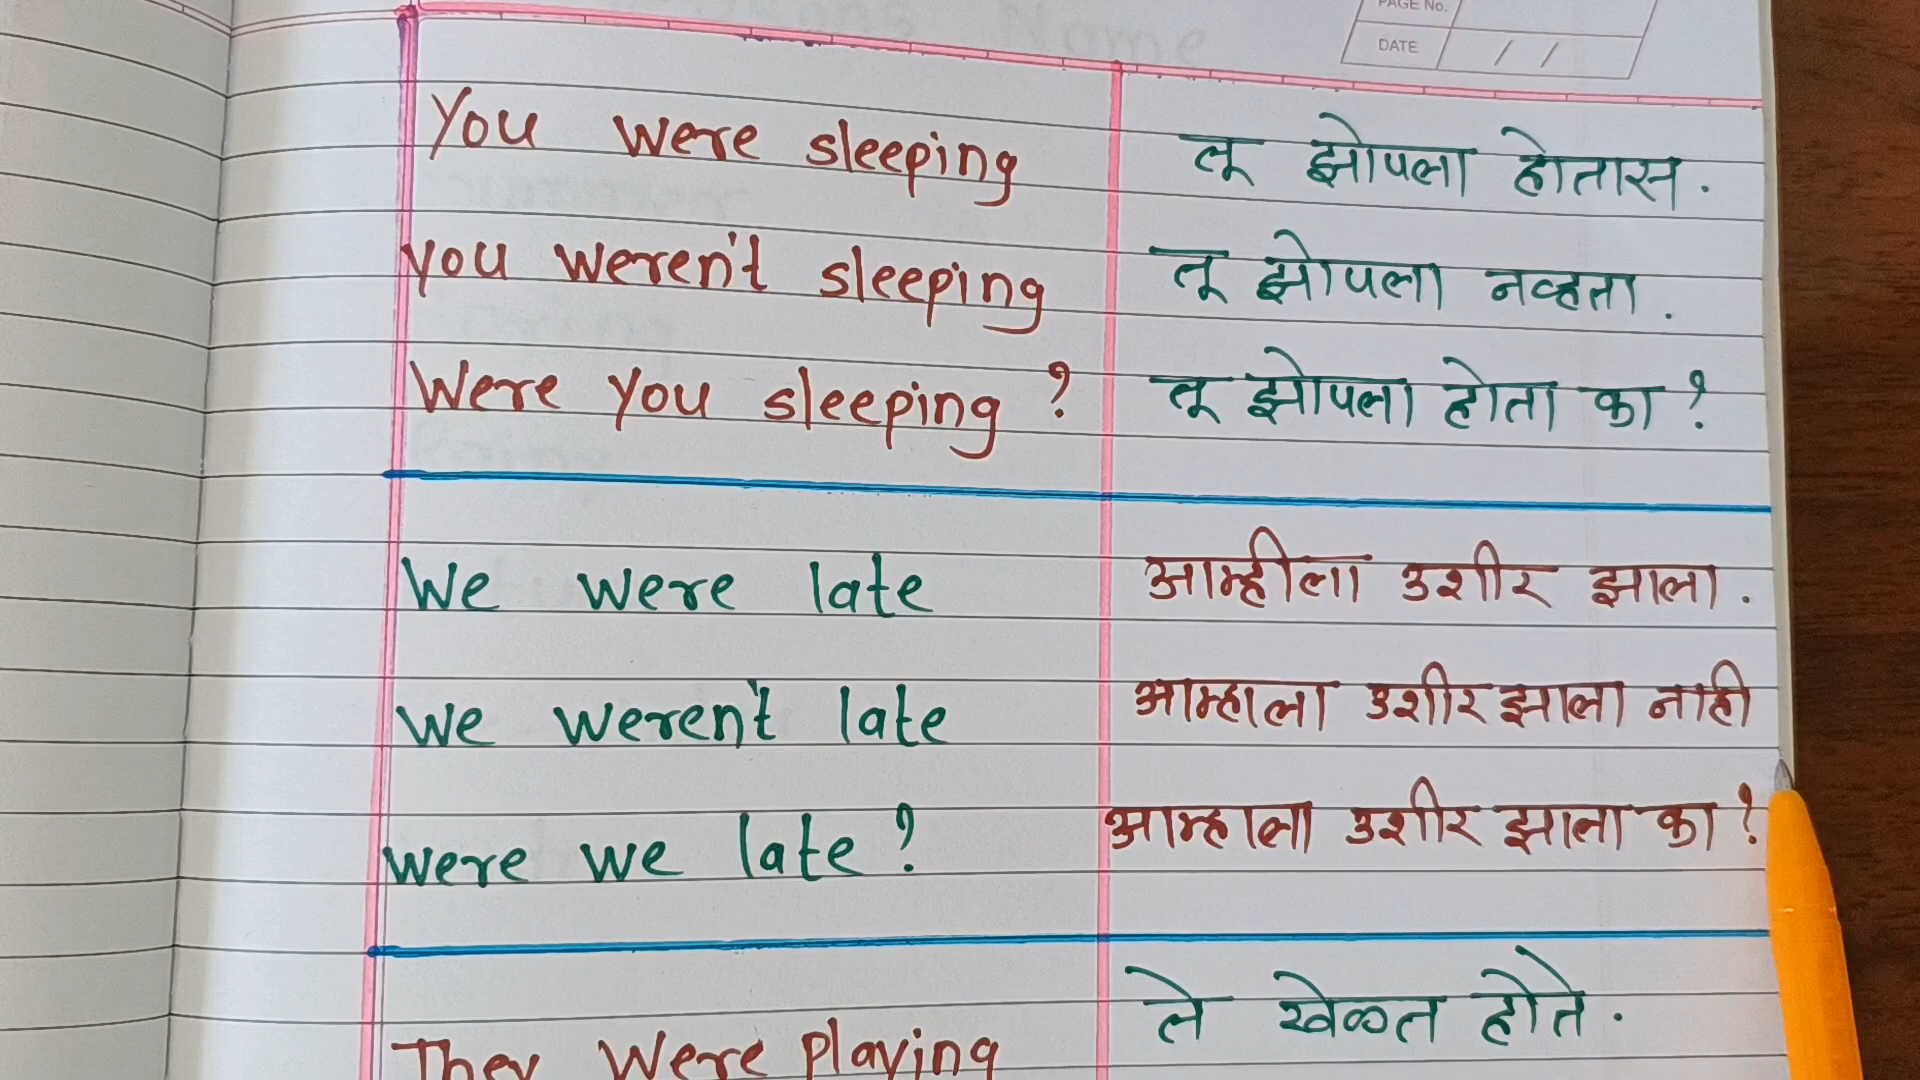 PAGE No.
DATE / /
You were sleeping तू झोपला होतास.
you weren't sleeping तू झोपला नव्हता.
Were you sleeping ? तू झोपला होता का ?
We were late आम्हीला उशीर झाला.
We weren't late आम्हाला उशीर झाला नाही
were we late ? आम्हाला उशीर झाला का ?
They were playing ते खेळत होते.